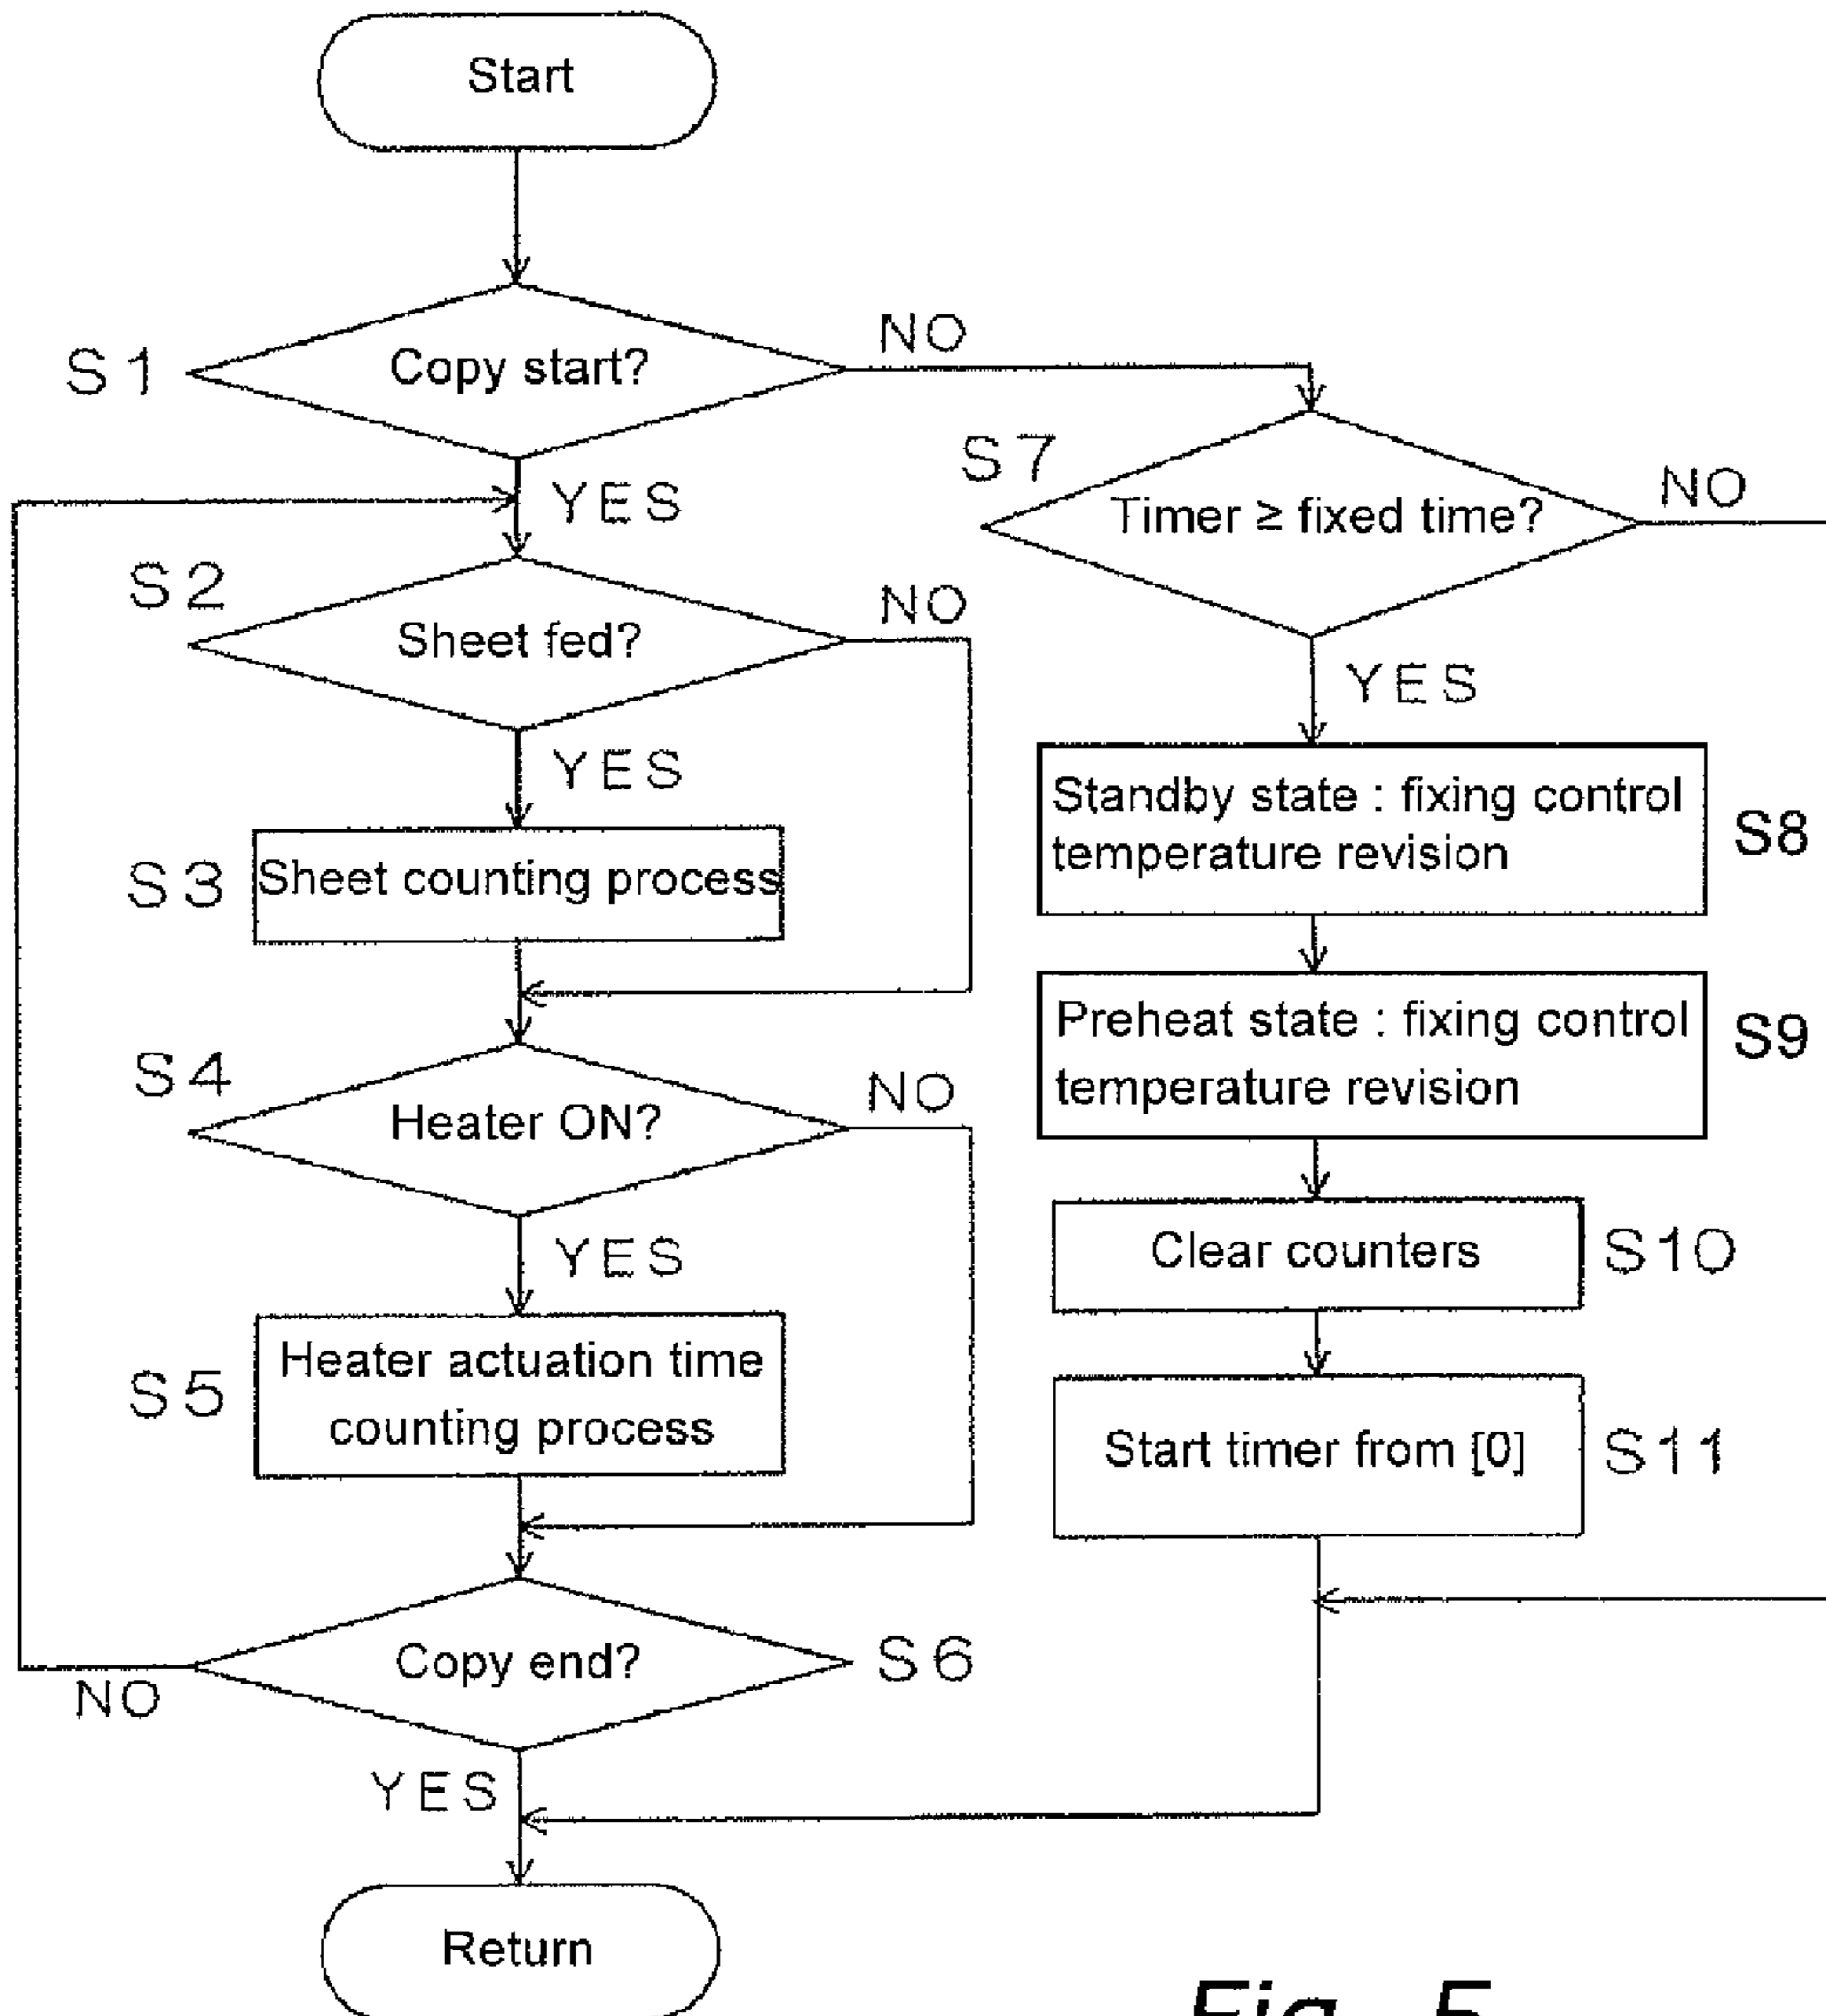 Start
S1
Copy start?
NO
YES
S2
Sheet fed?
NO
YES
S3
Sheet counting process
S4
Heater ON?
NO
YES
S5
Heater actuation time
counting process
Copy end?
S6
NO
YES
Return
S7
Timer ≥ fixed time?
NO
YES
Standby state : fixing control
temperature revision
S8
Preheat state : fixing control
temperature revision
S9
Clear counters
S10
Start timer from [0]
S11
Fig. 5